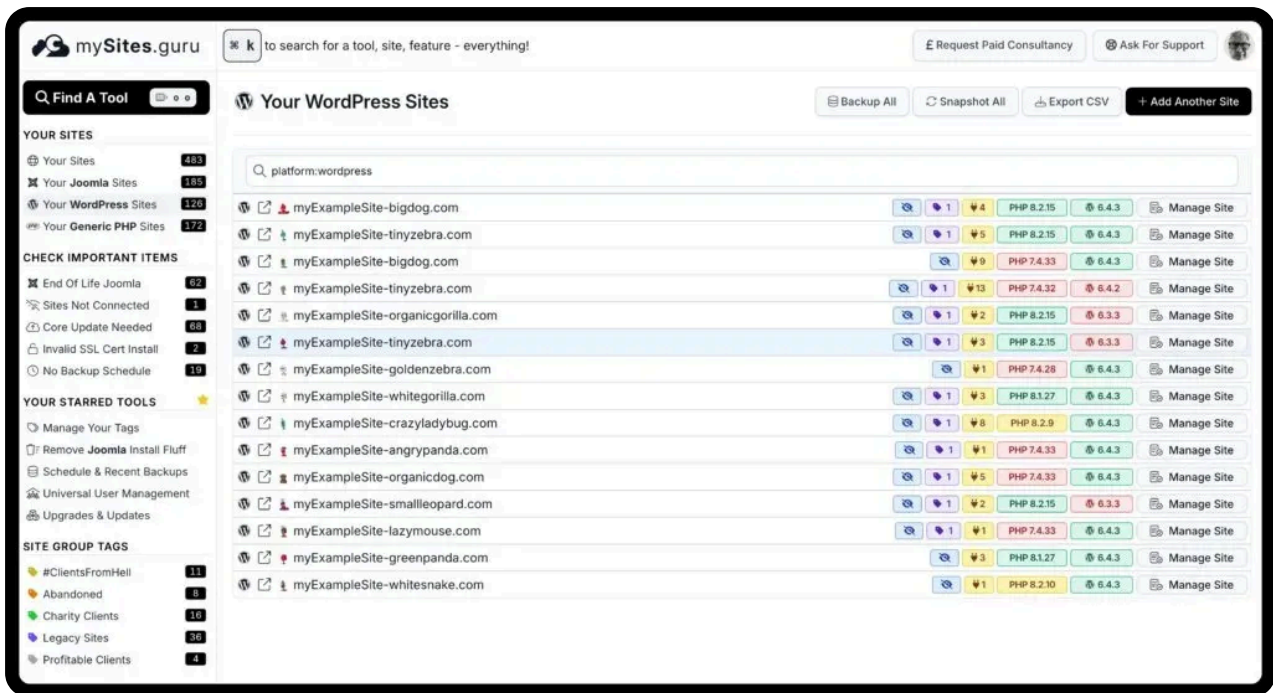 mySites.guru
⌘ k to search for a tool, site, feature - everything!
£ Request Paid Consultancy
Ask For Support
Find A Tool
YOUR SITES
Your Sites 483
Your Joomla Sites 185
Your WordPress Sites 126
Your Generic PHP Sites 172
CHECK IMPORTANT ITEMS
End Of Life Joomla 62
Sites Not Connected 1
Core Update Needed 68
Invalid SSL Cert Install 2
No Backup Schedule 19
YOUR STARRED TOOLS
Manage Your Tags
Remove Joomla Install Fluff
Schedule & Recent Backups
Universal User Management
Upgrades & Updates
SITE GROUP TAGS
#ClientsFromHell 11
Abandoned 8
Charity Clients 16
Legacy Sites 36
Profitable Clients 4
Your WordPress Sites
Backup All
Snapshot All
Export CSV
+ Add Another Site
platform:wordpress
myExampleSite-bigdog.com 1 4 PHP 8.2.15 6.4.3 Manage Site
myExampleSite-tinyzebra.com 1 5 PHP 8.2.15 6.4.3 Manage Site
myExampleSite-bigdog.com 9 PHP 7.4.33 6.4.3 Manage Site
myExampleSite-tinyzebra.com 1 13 PHP 7.4.32 6.4.2 Manage Site
myExampleSite-organicgorilla.com 1 2 PHP 8.2.15 6.3.3 Manage Site
myExampleSite-tinyzebra.com 1 3 PHP 8.2.15 6.3.3 Manage Site
myExampleSite-goldenzebra.com 1 PHP 7.4.28 6.4.3 Manage Site
myExampleSite-whitegorilla.com 1 3 PHP 8.1.27 6.4.3 Manage Site
myExampleSite-crazyladybug.com 1 8 PHP 8.2.9 6.4.3 Manage Site
myExampleSite-angrypanda.com 1 1 PHP 7.4.33 6.4.3 Manage Site
myExampleSite-organicdog.com 1 5 PHP 7.4.33 6.4.3 Manage Site
myExampleSite-smallleopard.com 1 2 PHP 8.2.15 6.3.3 Manage Site
myExampleSite-lazymouse.com 1 1 PHP 7.4.33 6.4.3 Manage Site
myExampleSite-greenpanda.com 3 PHP 8.1.27 6.4.3 Manage Site
myExampleSite-whitesnake.com 1 PHP 8.2.10 6.4.3 Manage Site